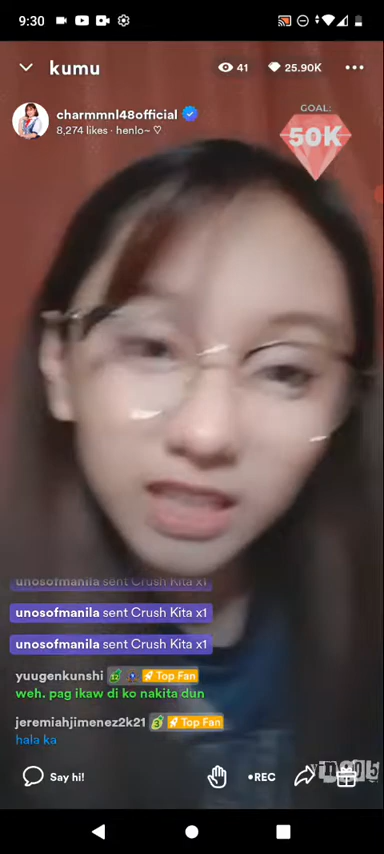 9:30
kumu
41
25.90K
charmmnl48official
8,274 likes · henlo~ ♡
GOAL:
50K
unosofmanila sent Crush Kita x1
unosofmanila sent Crush Kita x1
unosofmanila sent Crush Kita x1
yuugenkunshi 12 Top Fan
weh. pag ikaw di ko nakita dun
jeremiahjimenez2k21 3 Top Fan
hala ka
Say hi!
•REC